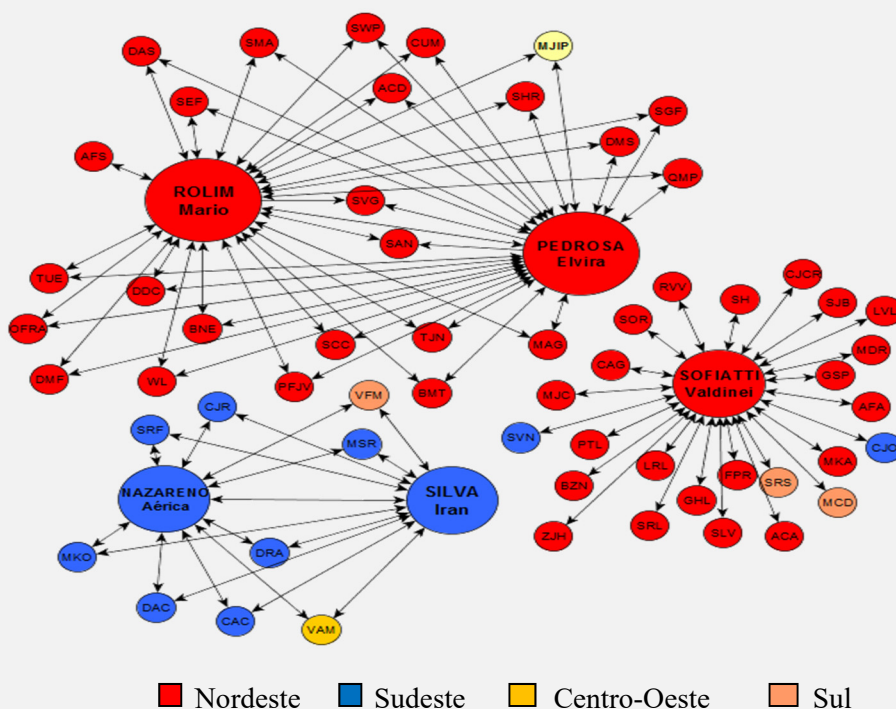 DAS
SMA
SWP
CUM
MJIP
SEF
ACD
SHR
SGF
DMS
AFS
QMP
ROLIM
Mario
SVG
SAN
PEDROSA
Elvira
TUE
DDC
OFRA
BNE
SCC
TJN
MAG
DMF
WL
PFJV
BMT
RVV
SH
CJCR
SOR
SJB
LVL
CAG
SOFIATTI
Valdinei
MDR
GSP
MJC
AFA
SVN
PTL
CJO
LRL
FPR
MKA
BZN
GHL
SRS
MCD
ZJH
SRL
SLV
ACA
VFM
CJR
SRF
MSR
NAZARENO
Aérica
SILVA
Iran
MKO
DRA
DAC
CAC
VAM
Nordeste
Sudeste
Centro-Oeste
Sul